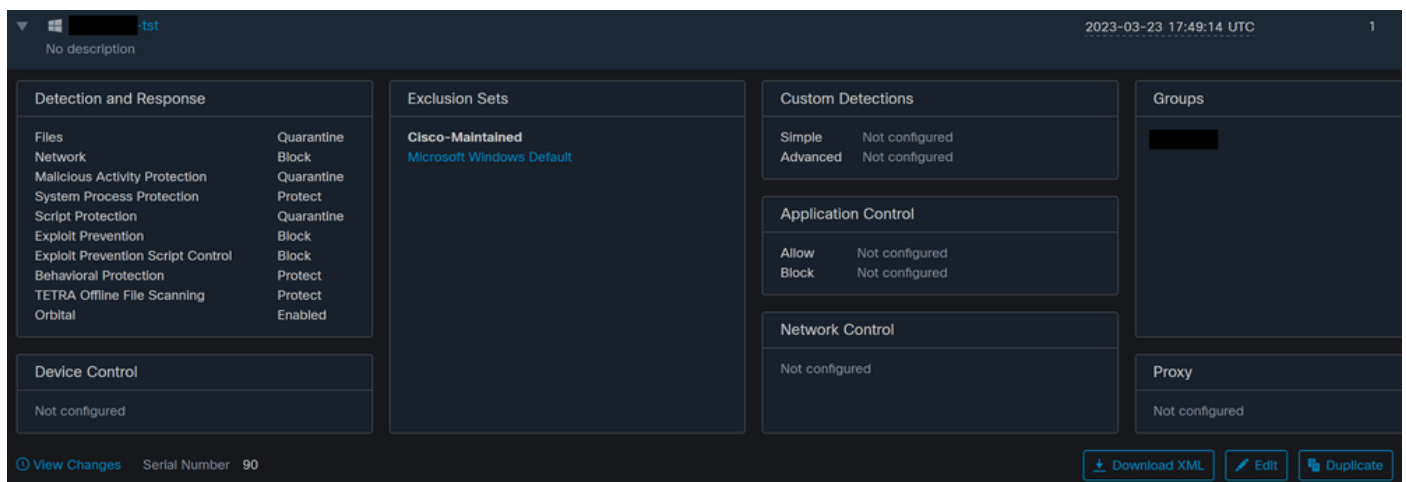 -tst
2023-03-23 17:49:14 UTC
1
No description
Detection and Response
Files Quarantine
Network Block
Malicious Activity Protection Quarantine
System Process Protection Protect
Script Protection Quarantine
Exploit Prevention Block
Exploit Prevention Script Control Block
Behavioral Protection Protect
TETRA Offline File Scanning Protect
Orbital Enabled
Device Control
Not configured
Exclusion Sets
Cisco-Maintained
Microsoft Windows Default
Custom Detections
Simple Not configured
Advanced Not configured
Application Control
Allow Not configured
Block Not configured
Network Control
Not configured
Groups
Proxy
Not configured
View Changes Serial Number 90
Download XML
Edit
Duplicate